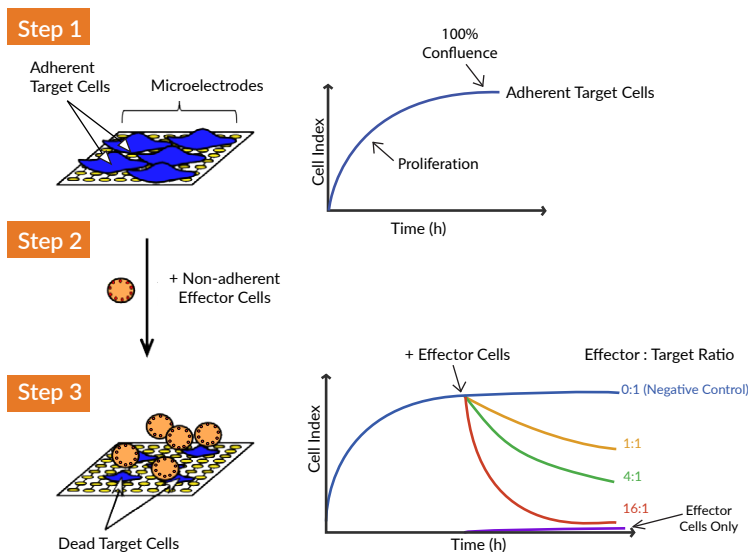 Step 1
Adherent
Target Cells
Microelectrodes
100%
Confluence
Adherent Target Cells
Proliferation
Cell Index
Time (h)
Step 2
+ Non-adherent
Effector Cells
Step 3
Dead Target Cells
+ Effector Cells
Effector : Target Ratio
0:1 (Negative Control)
1:1
4:1
16:1
Effector
Cells Only
Cell Index
Time (h)